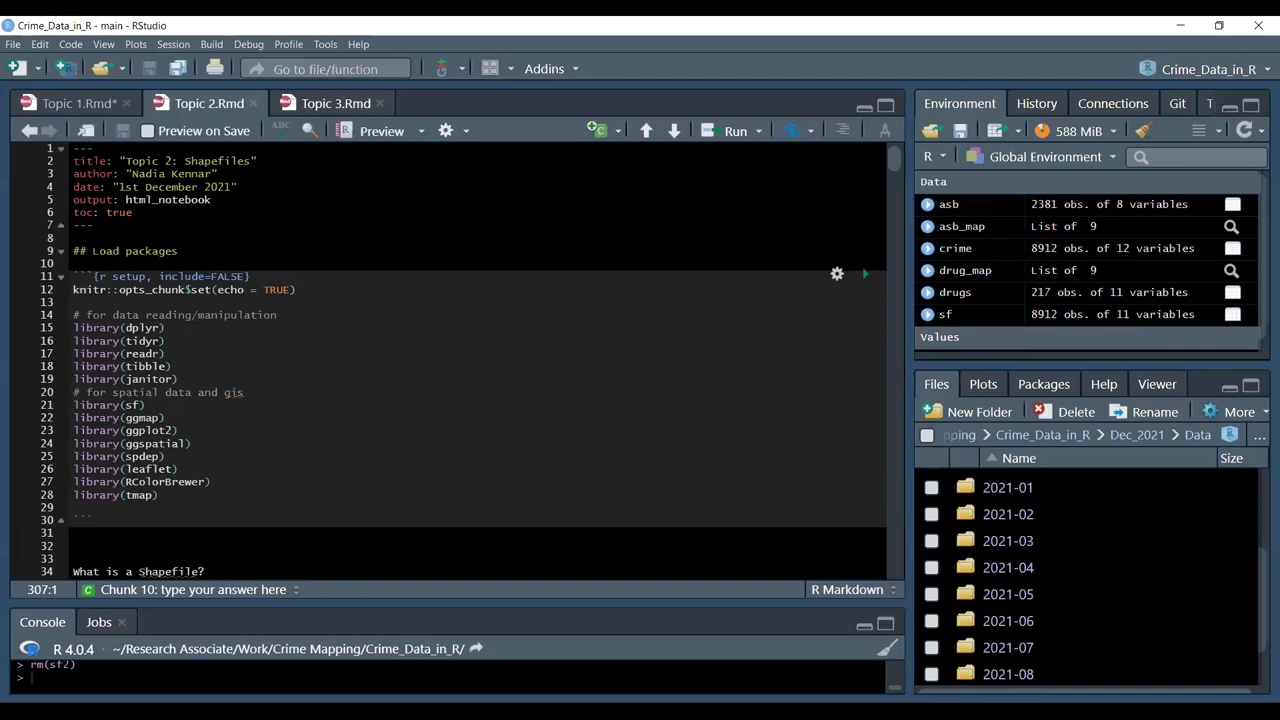 Crime_Data_in_R - main - RStudio
File Edit Code View Plots Session Build Debug Profile Tools Help
Go to file/function Addins Crime_Data_in_R
Topic 1.Rmd* Topic 2.Rmd Topic 3.Rmd
Preview on Save ABC Preview Run
1 ---
2 title: "Topic 2: Shapefiles"
3 author: "Nadia Kennar"
4 date: "1st December 2021"
5 output: html_notebook
6 toc: true
7 ---
8
9 ## Load packages
10
11 ```{r setup, include=FALSE}
12 knitr::opts_chunk$set(echo = TRUE)
13
14 # for data reading/manipulation
15 library(dplyr)
16 library(tidyr)
17 library(readr)
18 library(tibble)
19 library(janitor)
20 # for spatial data and gis
21 library(sf)
22 library(ggmap)
23 library(ggplot2)
24 library(ggspatial)
25 library(spdep)
26 library(leaflet)
27 library(RColorBrewer)
28 library(tmap)
29
30 ```
31
32
33
34 What is a Shapefile?
307:1 Chunk 10: type your answer here R Markdown
Console Jobs
R 4.0.4 · ~/Research Associate/Work/Crime Mapping/Crime_Data_in_R/
> rm(sf2)
>
Environment History Connections Git T
588 MiB
R Global Environment
Data
asb 2381 obs. of 8 variables
asb_map List of 9
crime 8912 obs. of 12 variables
drug_map List of 9
drugs 217 obs. of 11 variables
sf 8912 obs. of 11 variables
Values
Files Plots Packages Help Viewer
New Folder Delete Rename More
pping Crime_Data_in_R Dec_2021 Data R ...
Name Size
2021-01
2021-02
2021-03
2021-04
2021-05
2021-06
2021-07
2021-08